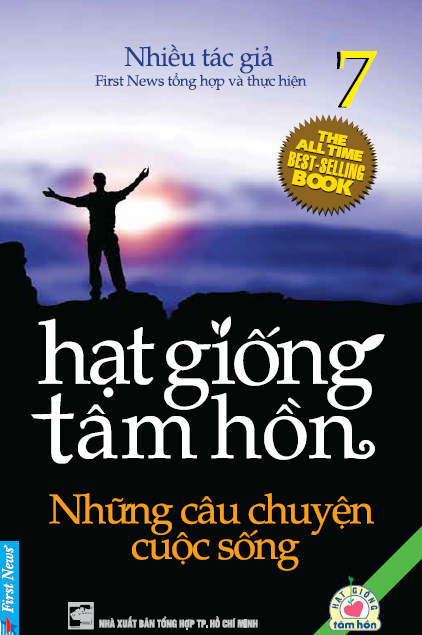 Nhiều tác giả
First News tổng hợp và thực hiện
7
THE
ALL TIME
BEST-SELLING
BOOK
hạt giống
tâm hồn
Những câu chuyện
cuộc sống
First News
NHÀ XUẤT BẢN TỔNG HỢP TP. HỒ CHÍ MINH
HẠT GIỐNG
tâm hồn